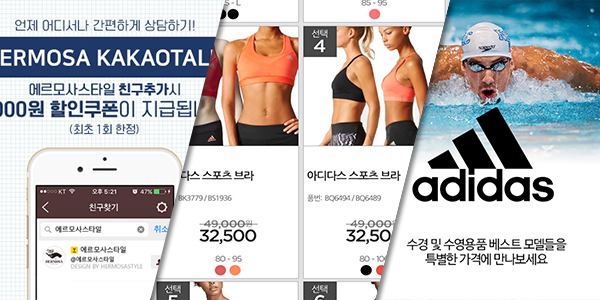 언제 어디서나 간편하게 상담하기!
HERMOSA KAKAOTAL
에르모사스타일 친구추가시
000원 할인쿠폰이 지급됩니
(최초 1회 한정)
KT
오후 5:21
47%
친구찾기
에르모사스타일
취소
에르모사스타일
@에르모사스타일
DESIGN BY HERMOSASTYLE
HERMOSA
S - L
80 - 95
선택
4
다스 스포츠 브라
BK3779 / BS1936
49,000원
32,500
80 - 95
선택
5
아디다스 스포츠 브라
품번: BQ6494 / BQ6489
49,000원
32,500
80 - 100
선택
6
speedo
adidas
수경 및 수영용품 베스트 모델들을
특별한 가격에 만나보세요